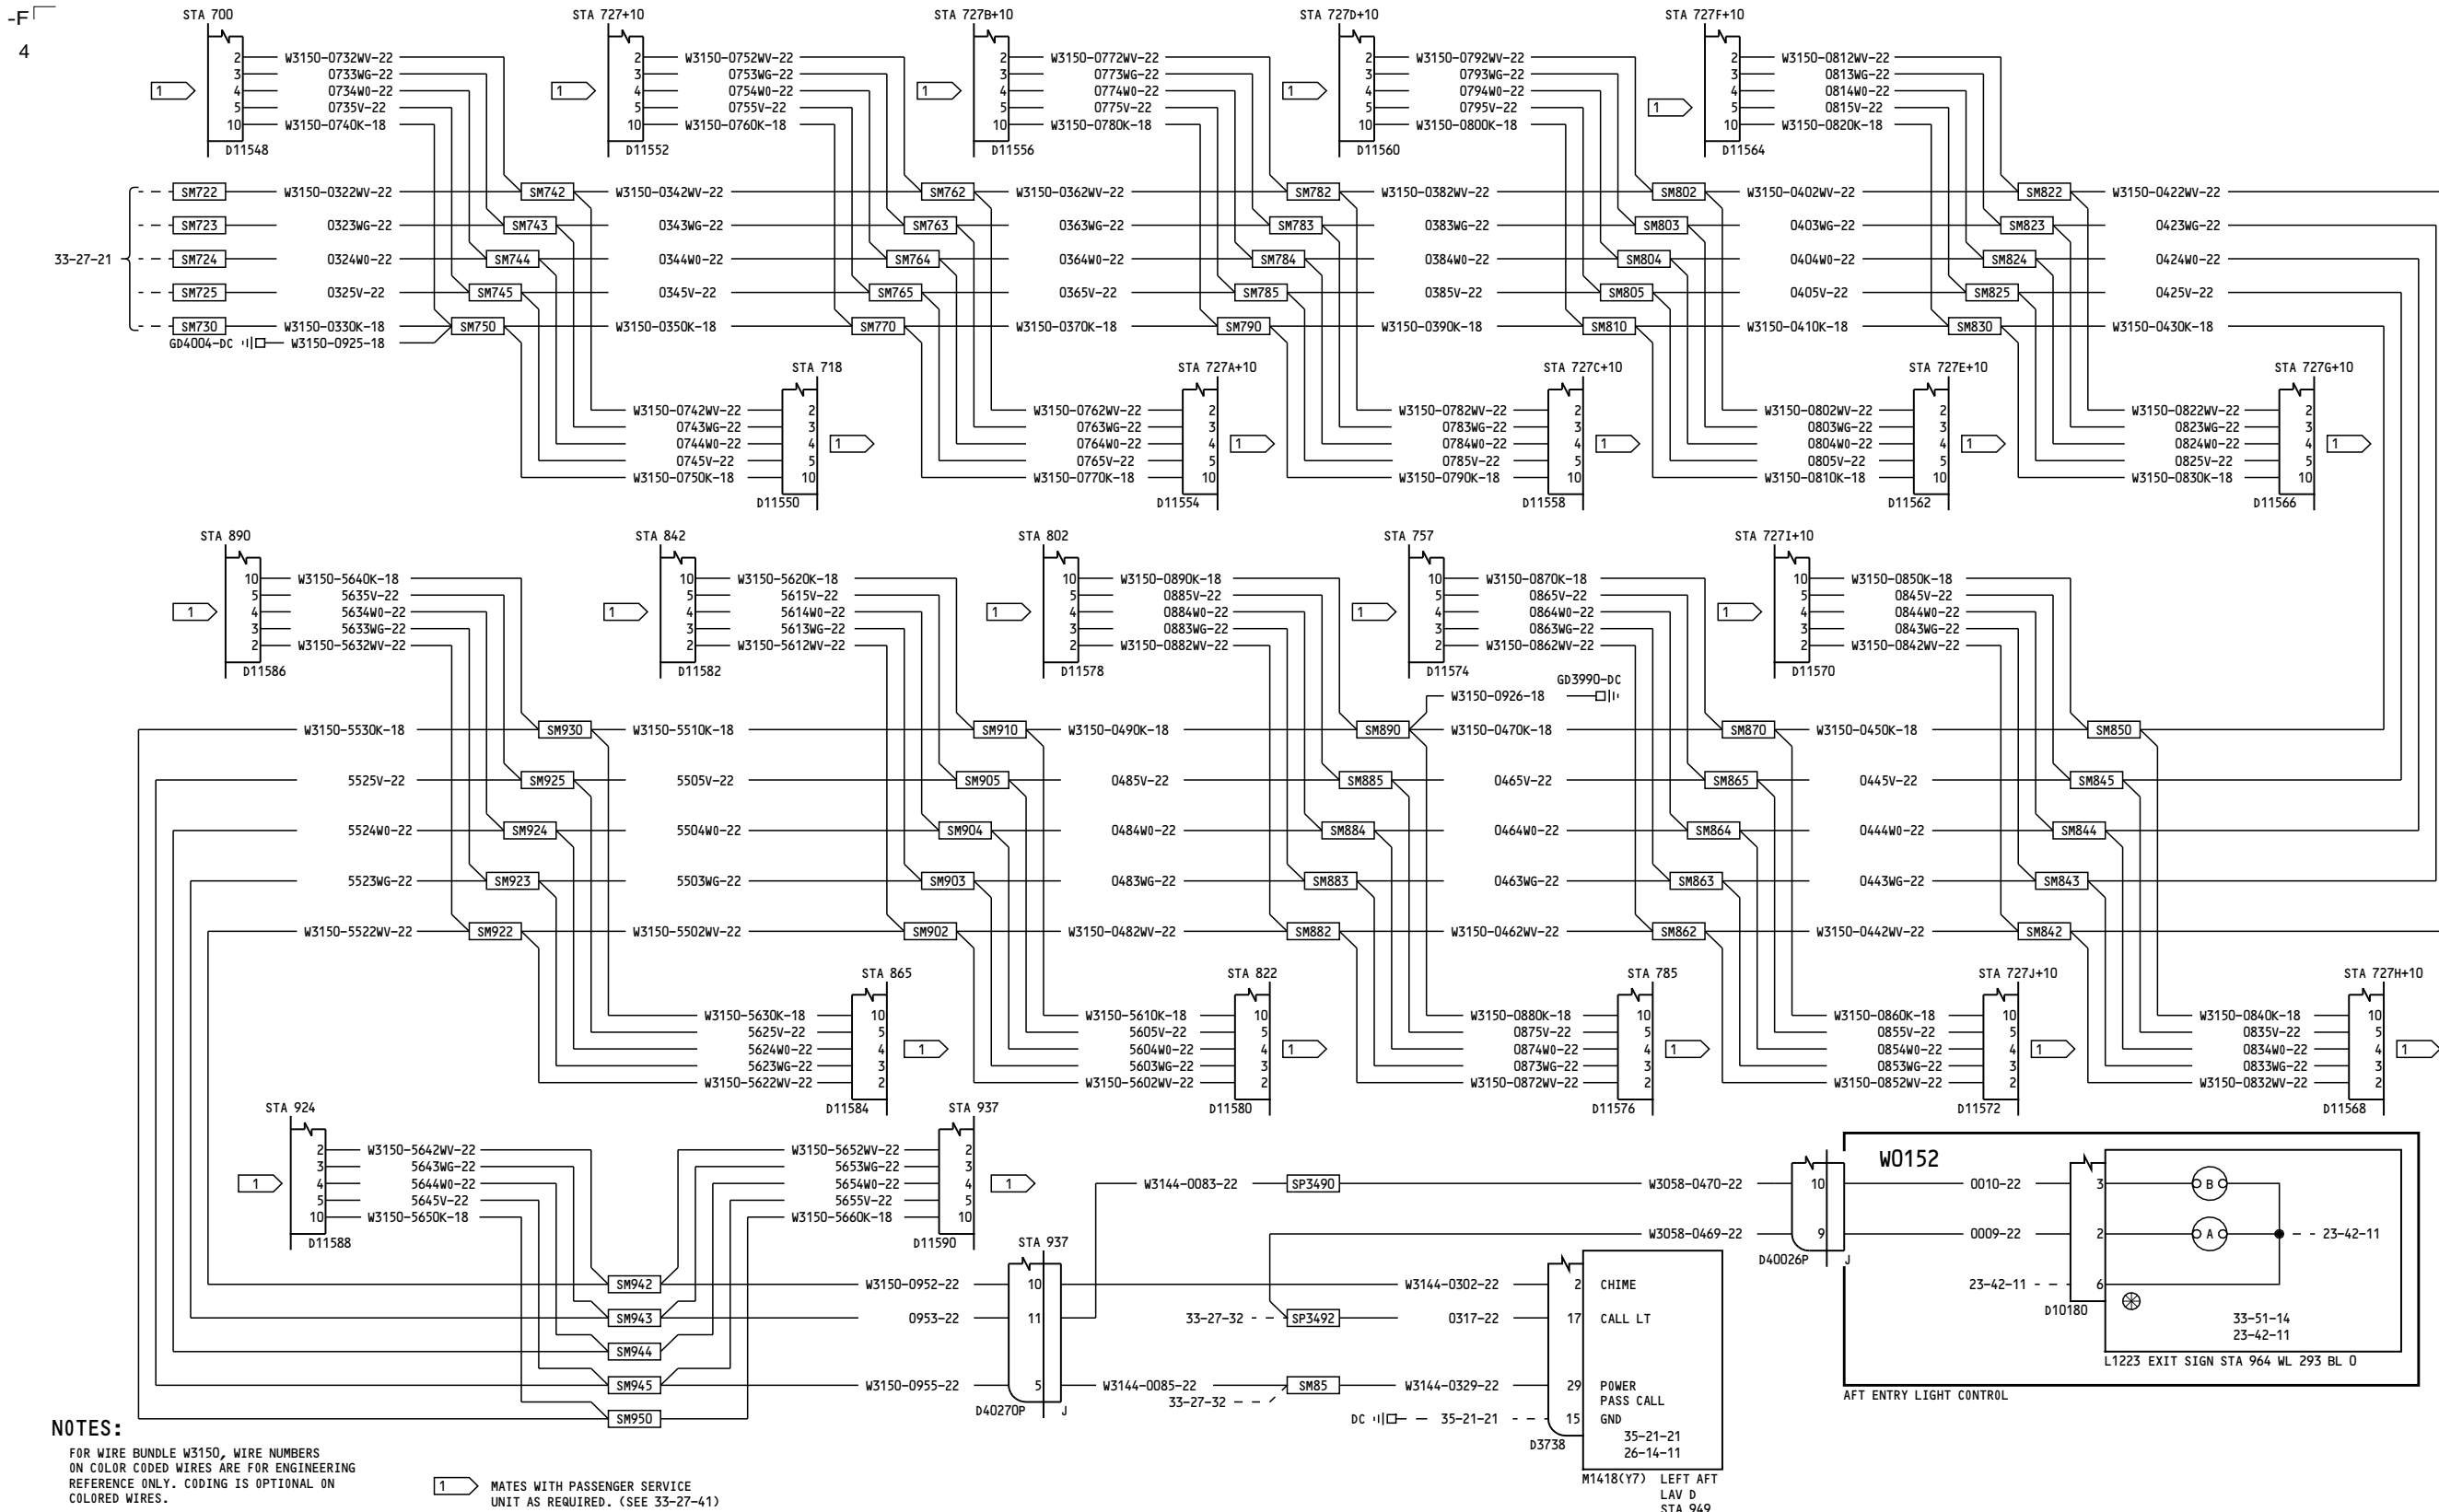 -F
4
STA 700
STA 727+10
STA 727B+10
STA 727D+10
STA 727F+10
1
2 W3150-0732WV-22
3 0733WG-22
4 0734WO-22
5 0735V-22
10 W3150-0740K-18
D11548
1
2 W3150-0752WV-22
3 0753WG-22
4 0754WO-22
5 0755V-22
10 W3150-0760K-18
D11552
1
2 W3150-0772WV-22
3 0773WG-22
4 0774WO-22
5 0775V-22
10 W3150-0780K-18
D11556
1
2 W3150-0792WV-22
3 0793WG-22
4 0794WO-22
5 0795V-22
10 W3150-0800K-18
D11560
1
2 W3150-0812WV-22
3 0813WG-22
4 0814WO-22
5 0815V-22
10 W3150-0820K-18
D11564
33-27-21
SM722 W3150-0322WV-22 SM742 W3150-0342WV-22 SM762 W3150-0362WV-22 SM782 W3150-0382WV-22 SM802 W3150-0402WV-22 SM822 W3150-0422WV-22
SM723 0323WG-22 SM743 0343WG-22 SM763 0363WG-22 SM783 0383WG-22 SM803 0403WG-22 SM823 0423WG-22
SM724 0324WO-22 SM744 0344WO-22 SM764 0364WO-22 SM784 0384WO-22 SM804 0404WO-22 SM824 0424WO-22
SM725 0325V-22 SM745 0345V-22 SM765 0365V-22 SM785 0385V-22 SM805 0405V-22 SM825 0425V-22
SM730 W3150-0330K-18 SM750 W3150-0350K-18 SM770 W3150-0370K-18 SM790 W3150-0390K-18 SM810 W3150-0410K-18 SM830 W3150-0430K-18
GD4004-DC W3150-0925-18
STA 718
STA 727A+10
STA 727C+10
STA 727E+10
STA 727G+10
W3150-0742WV-22 2
0743WG-22 3
0744WO-22 4
0745V-22 5
W3150-0750K-18 10
D11550
1
W3150-0762WV-22 2
0763WG-22 3
0764WO-22 4
0765V-22 5
W3150-0770K-18 10
D11554
1
W3150-0782WV-22 2
0783WG-22 3
0784WO-22 4
0785V-22 5
W3150-0790K-18 10
D11558
1
W3150-0802WV-22 2
0803WG-22 3
0804WO-22 4
0805V-22 5
W3150-0810K-18 10
D11562
1
W3150-0822WV-22 2
0823WG-22 3
0824WO-22 4
0825V-22 5
W3150-0830K-18 10
D11566
1
STA 890
STA 842
STA 802
STA 757
STA 727I+10
1
10 W3150-5640K-18
5 5635V-22
4 5634WO-22
3 5633WG-22
2 W3150-5632WV-22
D11586
1
10 W3150-5620K-18
5 5615V-22
4 5614WO-22
3 5613WG-22
2 W3150-5612WV-22
D11582
1
10 W3150-0890K-18
5 0885V-22
4 0884WO-22
3 0883WG-22
2 W3150-0882WV-22
D11578
1
10 W3150-0870K-18
5 0865V-22
4 0864WO-22
3 0863WG-22
2 W3150-0862WV-22
D11574
1
10 W3150-0850K-18
5 0845V-22
4 0844WO-22
3 0843WG-22
2 W3150-0842WV-22
D11570
W3150-0926-18 GD3990-DC
W3150-5530K-18 SM930 W3150-5510K-18 SM910 W3150-0490K-18 SM890 W3150-0470K-18 SM870 W3150-0450K-18 SM850
5525V-22 SM925 5505V-22 SM905 0485V-22 SM885 0465V-22 SM865 0445V-22 SM845
5524WO-22 SM924 5504WO-22 SM904 0484WO-22 SM884 0464WO-22 SM864 0444WO-22 SM844
5523WG-22 SM923 5503WG-22 SM903 0483WG-22 SM883 0463WG-22 SM863 0443WG-22 SM843
W3150-5522WV-22 SM922 W3150-5502WV-22 SM902 W3150-0482WV-22 SM882 W3150-0462WV-22 SM862 W3150-0442WV-22 SM842
STA 865
STA 822
STA 785
STA 727J+10
STA 727H+10
W3150-5630K-18 10
5625V-22 5
5624WO-22 4
5623WG-22 3
W3150-5622WV-22 2
D11584
1
W3150-5610K-18 10
5605V-22 5
5604WO-22 4
5603WG-22 3
W3150-5602WV-22 2
D11580
1
W3150-0880K-18 10
0875V-22 5
0874WO-22 4
0873WG-22 3
W3150-0872WV-22 2
D11576
1
W3150-0860K-18 10
0855V-22 5
0854WO-22 4
0853WG-22 3
W3150-0852WV-22 2
D11572
1
W3150-0840K-18 10
0835V-22 5
0834WO-22 4
0833WG-22 3
W3150-0832WV-22 2
D11568
1
STA 924
STA 937
1
2 W3150-5642WV-22
3 5643WG-22
4 5644WO-22
5 5645V-22
10 W3150-5650K-18
D11588
W3150-5652WV-22 2
5653WG-22 3
5654WO-22 4
5655V-22 5
W3150-5660K-18 10
D11590
1
SM942 W3150-0952-22
SM943 0953-22
SM944
SM945 W3150-0955-22
SM950
STA 937
10
11
5
D40270P J
W3144-0083-22 SP3490 W3058-0470-22 10
W3058-0469-22 9
D40026P J
W3144-0302-22 2 CHIME
33-27-32 SP3492 0317-22 17 CALL LT
W3144-0085-22 SM85 W3144-0329-22 29 POWER
33-27-32
PASS CALL
DC 35-21-21 15 GND
D3738
35-21-21
26-14-11
M1418(Y7) LEFT AFT
LAV D
STA 949
W0152
0010-22 3 B
0009-22 2 A 23-42-11
23-42-11 6
D10180
33-51-14
23-42-11
L1223 EXIT SIGN STA 964 WL 293 BL 0
AFT ENTRY LIGHT CONTROL
NOTES:
FOR WIRE BUNDLE W3150, WIRE NUMBERS
ON COLOR CODED WIRES ARE FOR ENGINEERING
REFERENCE ONLY. CODING IS OPTIONAL ON
COLORED WIRES.
1 MATES WITH PASSENGER SERVICE
UNIT AS REQUIRED. (SEE 33-27-41)